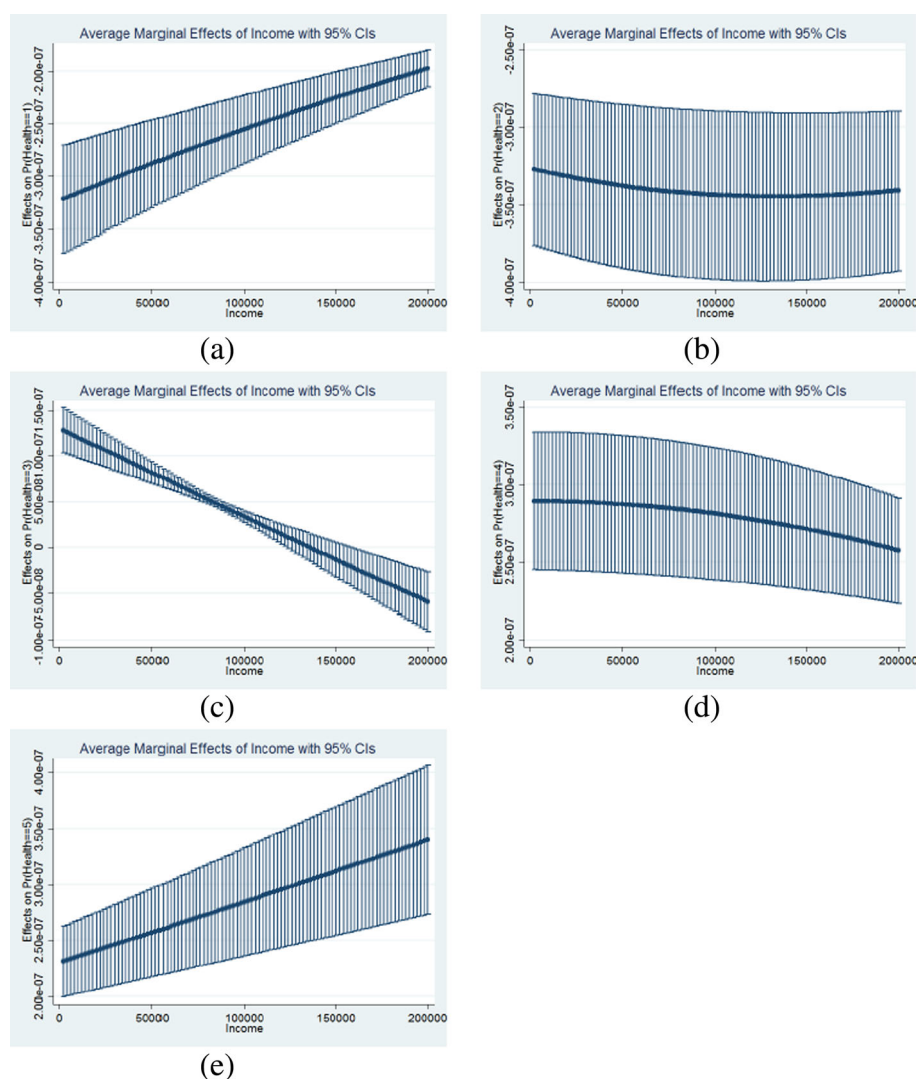 Average Marginal Effects of Income with 95% CIs
Effects on Pr(Health==1)
-4.00e-07 -3.50e-07 -3.00e-07 -2.50e-07 -2.00e-07
0 50000 100000 150000 200000
Income
(a)
Average Marginal Effects of Income with 95% CIs
Effects on Pr(Health==2)
-4.00e-07 -3.50e-07 -3.00e-07 -2.50e-07
0 50000 100000 150000 200000
Income
(b)
Average Marginal Effects of Income with 95% CIs
Effects on Pr(Health==3)
-1.00e-07 -5.00e-08 0 5.00e-08 1.00e-07 1.50e-07
0 50000 100000 150000 200000
Income
(c)
Average Marginal Effects of Income with 95% CIs
Effects on Pr(Health==4)
2.00e-07 2.50e-07 3.00e-07 3.50e-07
0 50000 100000 150000 200000
Income
(d)
Average Marginal Effects of Income with 95% CIs
Effects on Pr(Health==5)
2.00e-07 2.50e-07 3.00e-07 3.50e-07 4.00e-07
0 50000 100000 150000 200000
Income
(e)